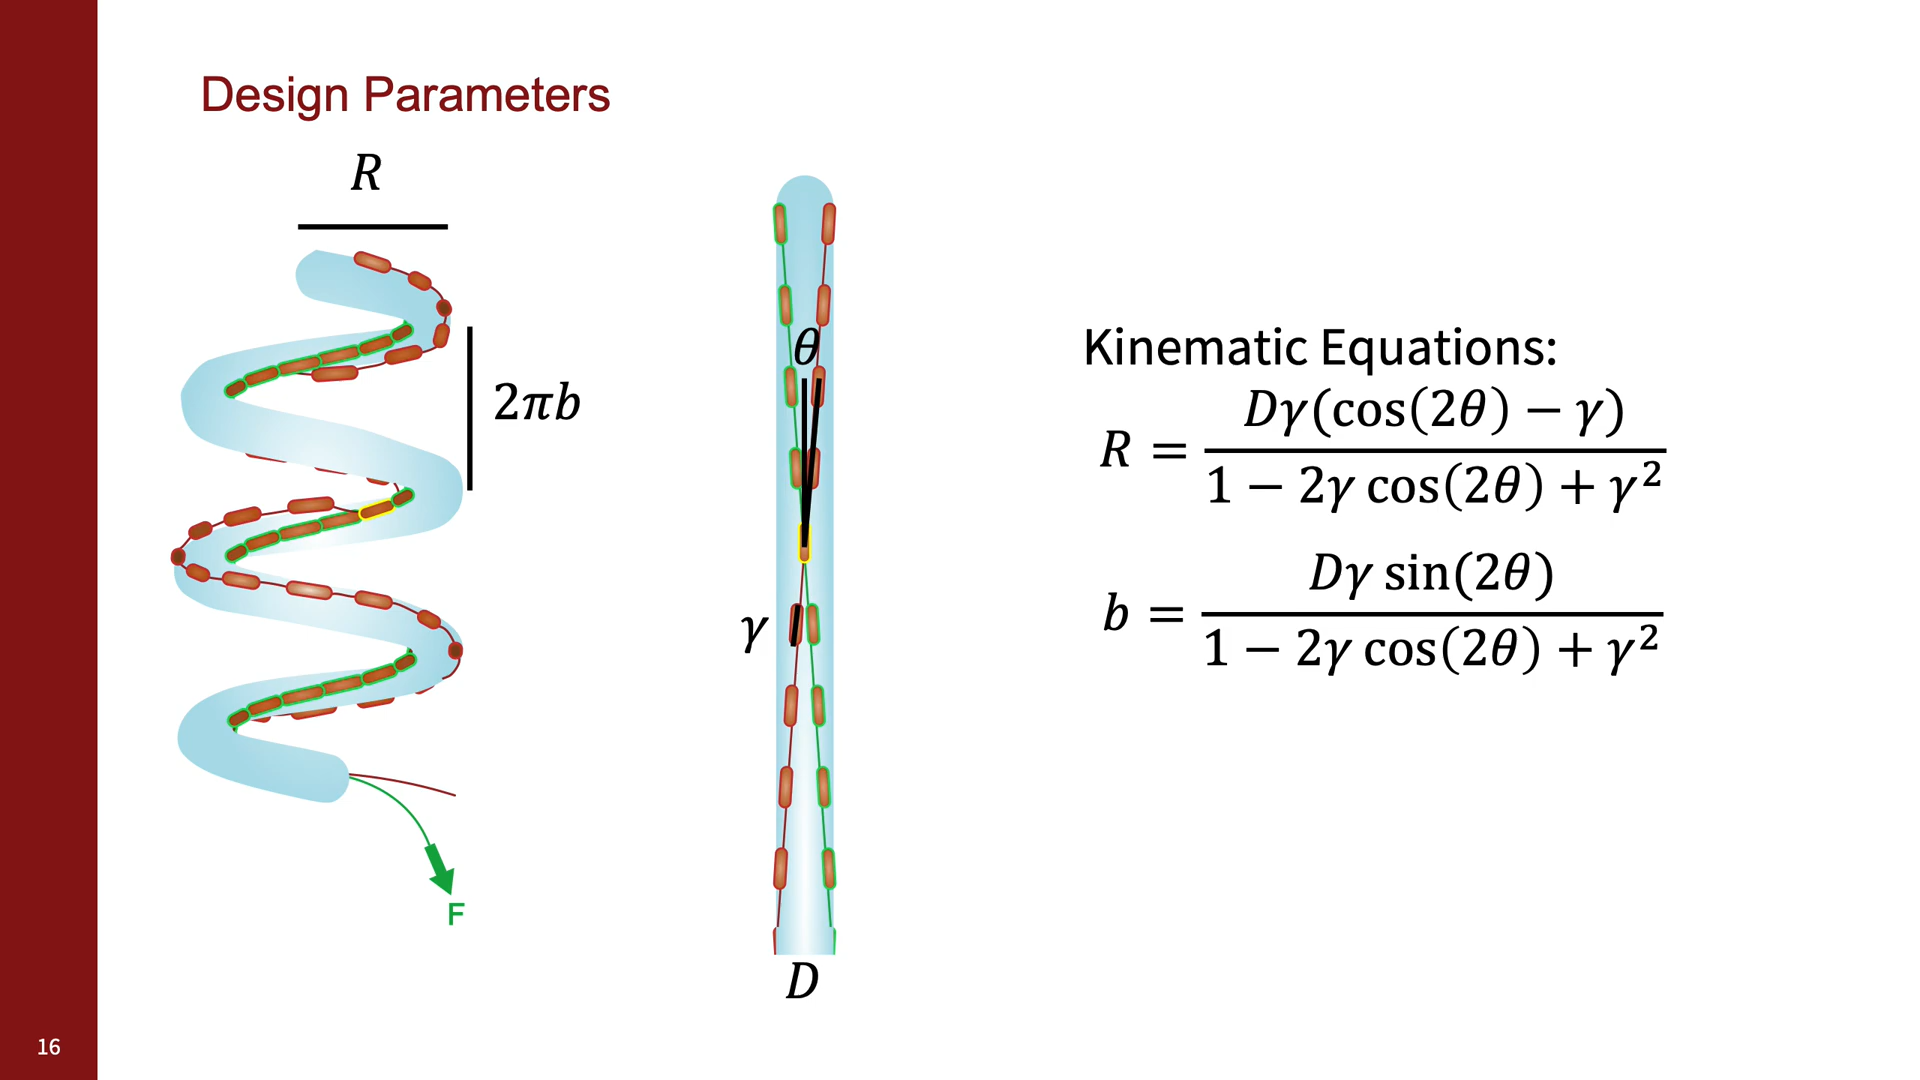 Design Parameters
R
2πb
F
θ
γ
D
Kinematic Equations:
R = Dγ(cos(2θ) − γ) / 1 − 2γ cos(2θ) + γ²
b = Dγ sin(2θ) / 1 − 2γ cos(2θ) + γ²
16